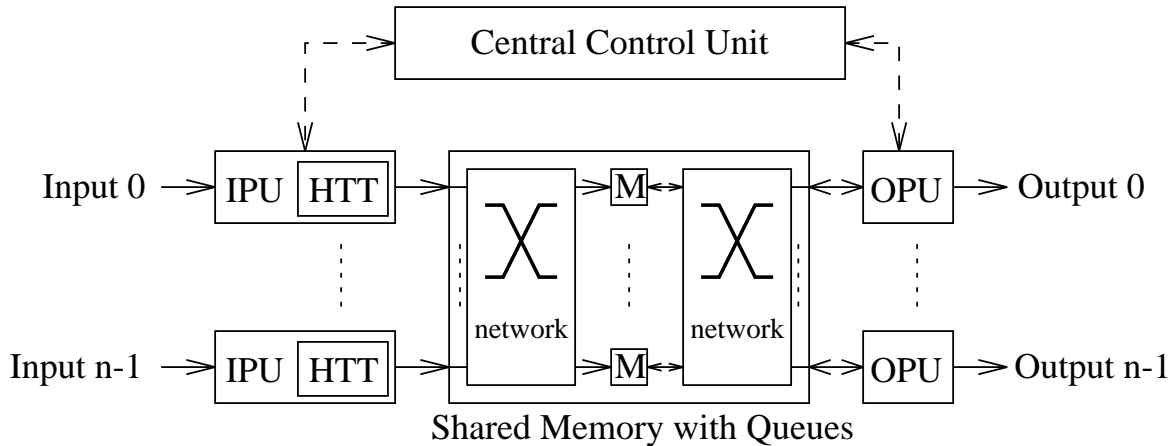 Central Control Unit
Input 0 IPU HTT M OPU Output 0
network network
Input n-1 IPU HTT M OPU Output n-1
Shared Memory with Queues